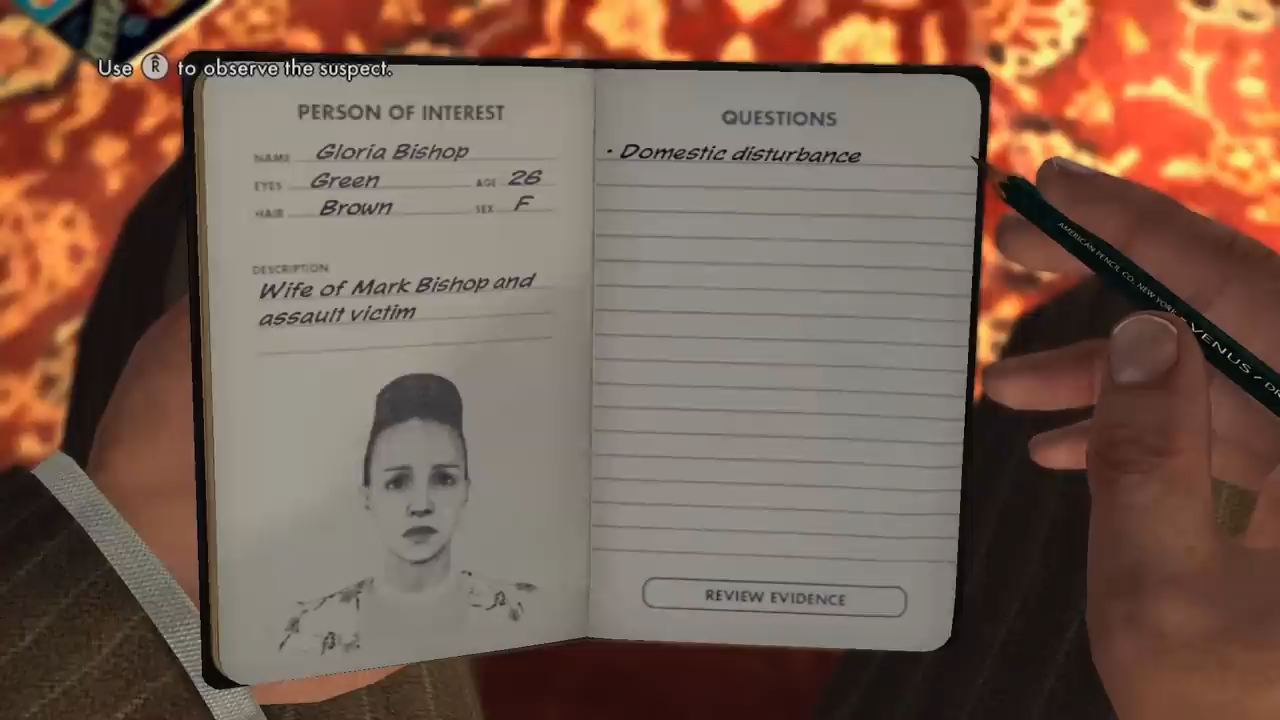 Use R to observe the suspect.
PERSON OF INTEREST
NAME Gloria Bishop
EYES Green AGE 26
HAIR Brown SEX F
DESCRIPTION
Wife of Mark Bishop and
assault victim
QUESTIONS
• Domestic disturbance
REVIEW EVIDENCE
AMERICAN PENCIL CO. NEW YORK VENUS / DR